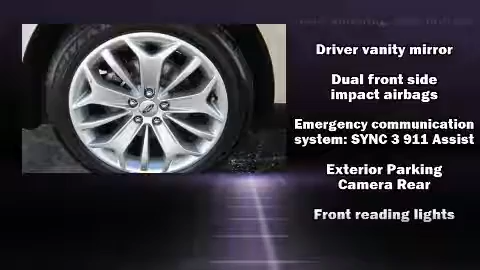 Driver vanity mirror
Dual front side
impact airbags
Emergency communication
system: SYNC 3 911 Assist
Exterior Parking
Camera Rear
Front reading lights